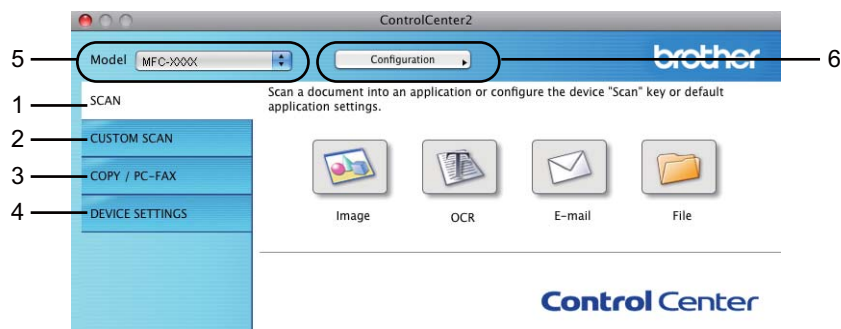 ControlCenter2
5 Model MFC-XXXX Configuration brother 6
1 SCAN
Scan a document into an application or configure the device "Scan" key or default
application settings.
2 CUSTOM SCAN
3 COPY / PC-FAX
4 DEVICE SETTINGS
Image OCR E-mail File
Control Center